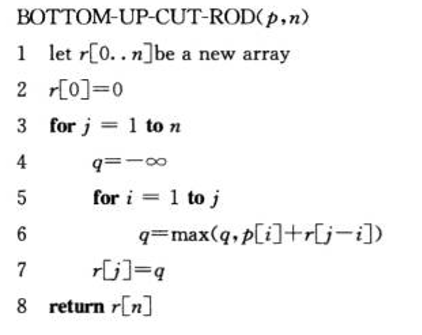 BOTTOM-UP-CUT-ROD(p,n)
1 let r[0..n]be a new array
2 r[0]=0
3 for j = 1 to n
4 q=-∞
5 for i = 1 to j
6 q=max(q,p[i]+r[j-i])
7 r[j]=q
8 return r[n]